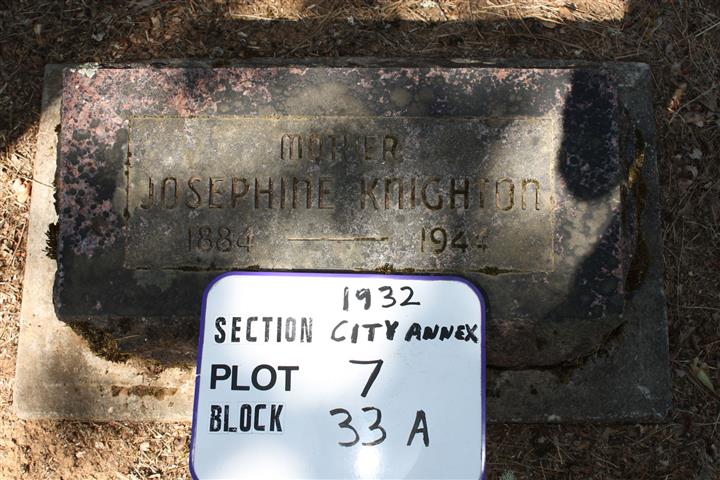 MOTHER
JOSEPHINE KNIGHTON
1884 — 1944
1932
SECTION CITY ANNEX
PLOT 7
BLOCK 33 A